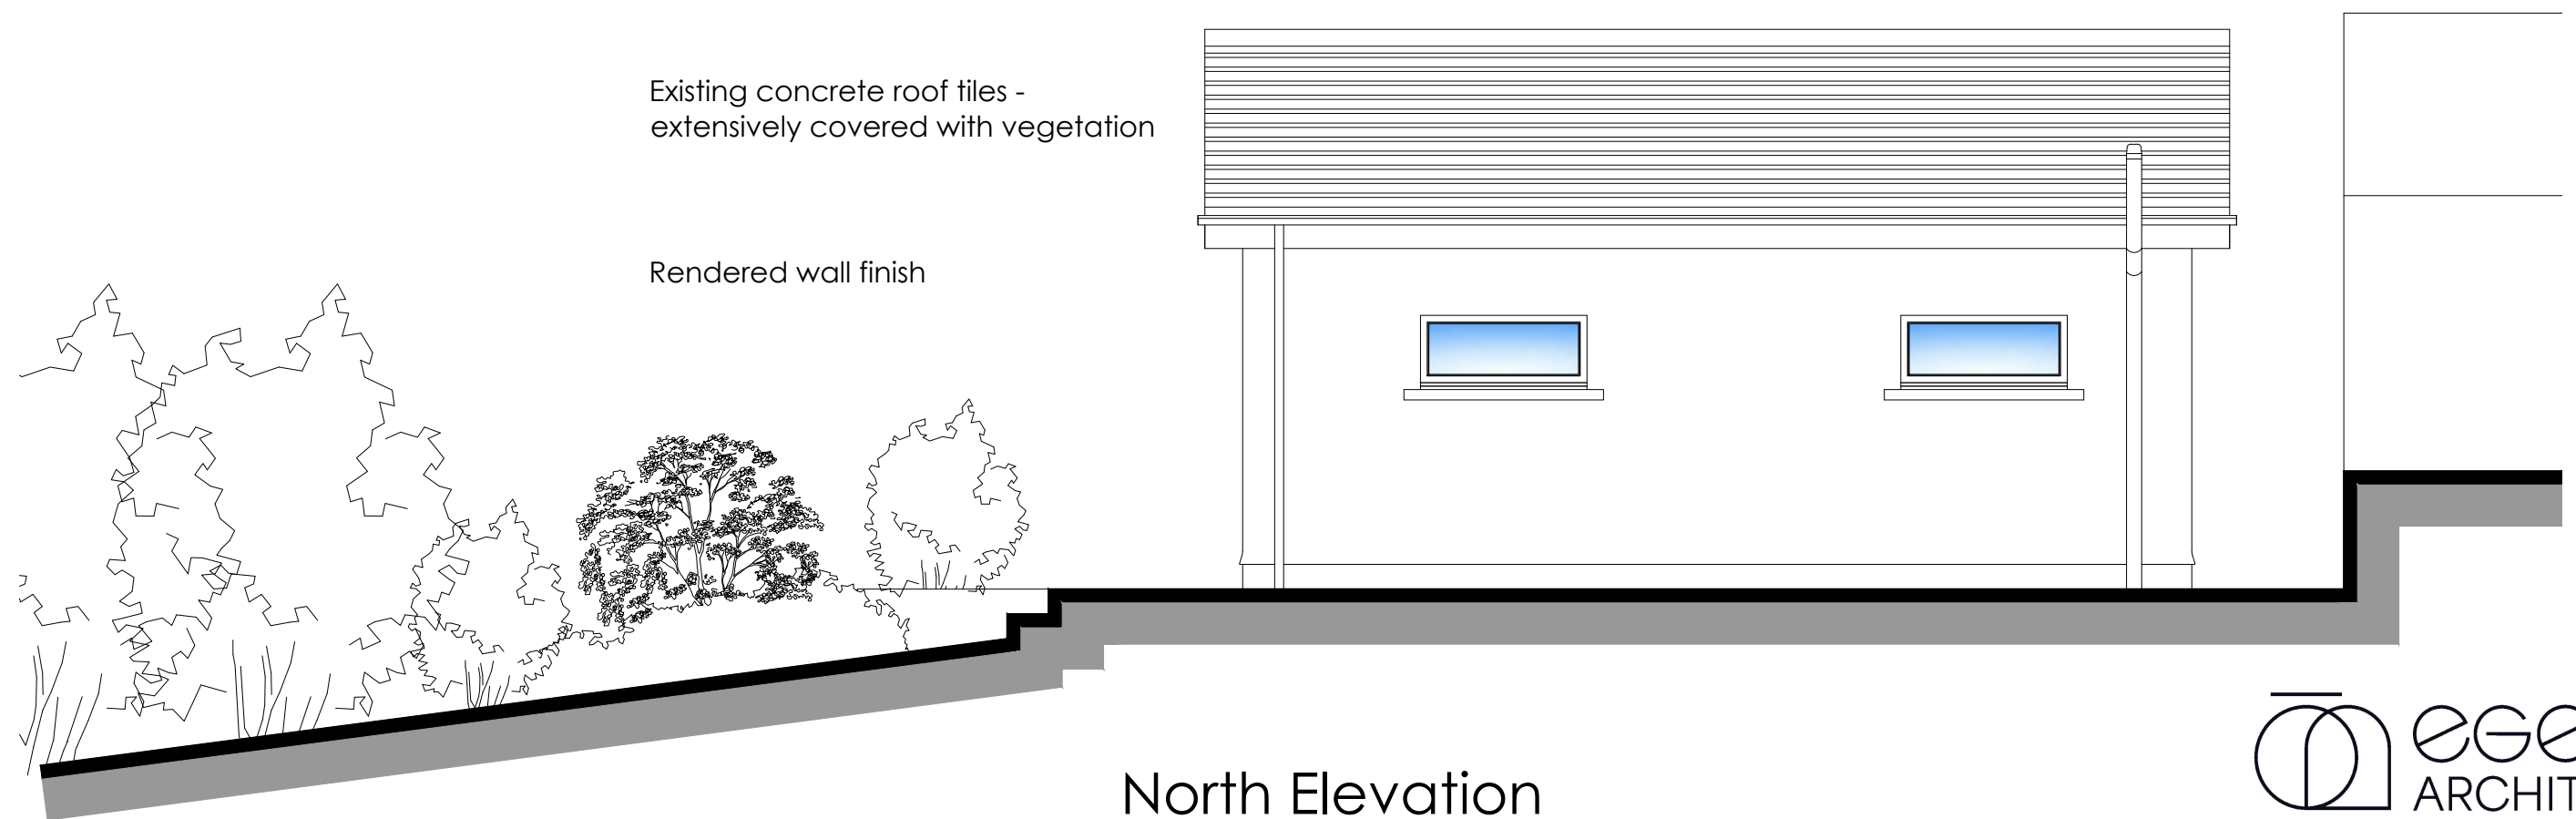 Existing concrete roof tiles -
extensively covered with vegetation
Rendered wall finish
North Elevation